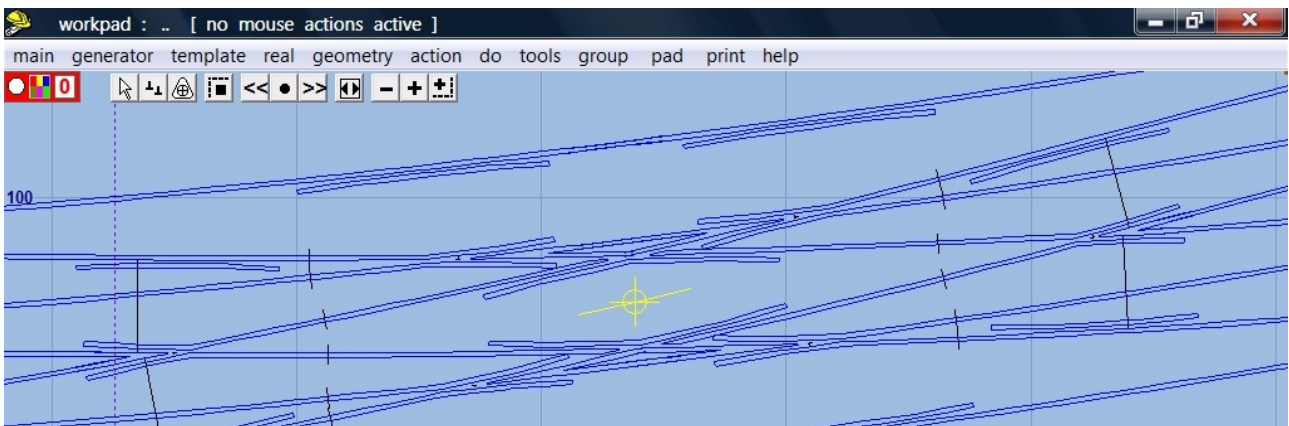 workpad : .. [ no mouse actions active ]
main generator template real geometry action do tools group pad print help
0 << ● >> - +
100